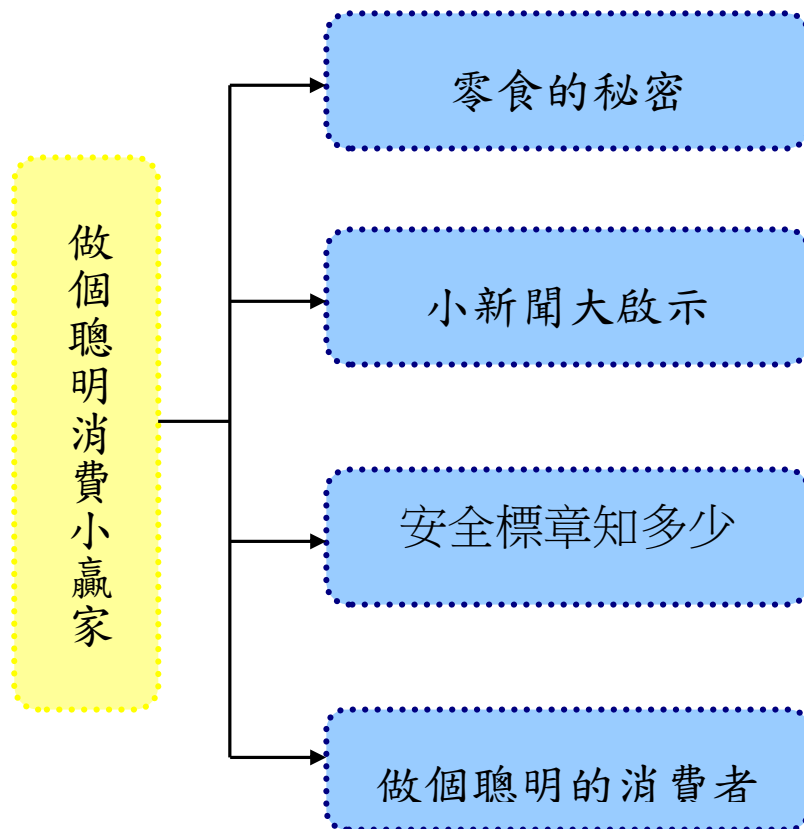 做個聰明消費小贏家
零食的秘密
小新聞大啟示
安全標章知多少
做個聰明的消費者